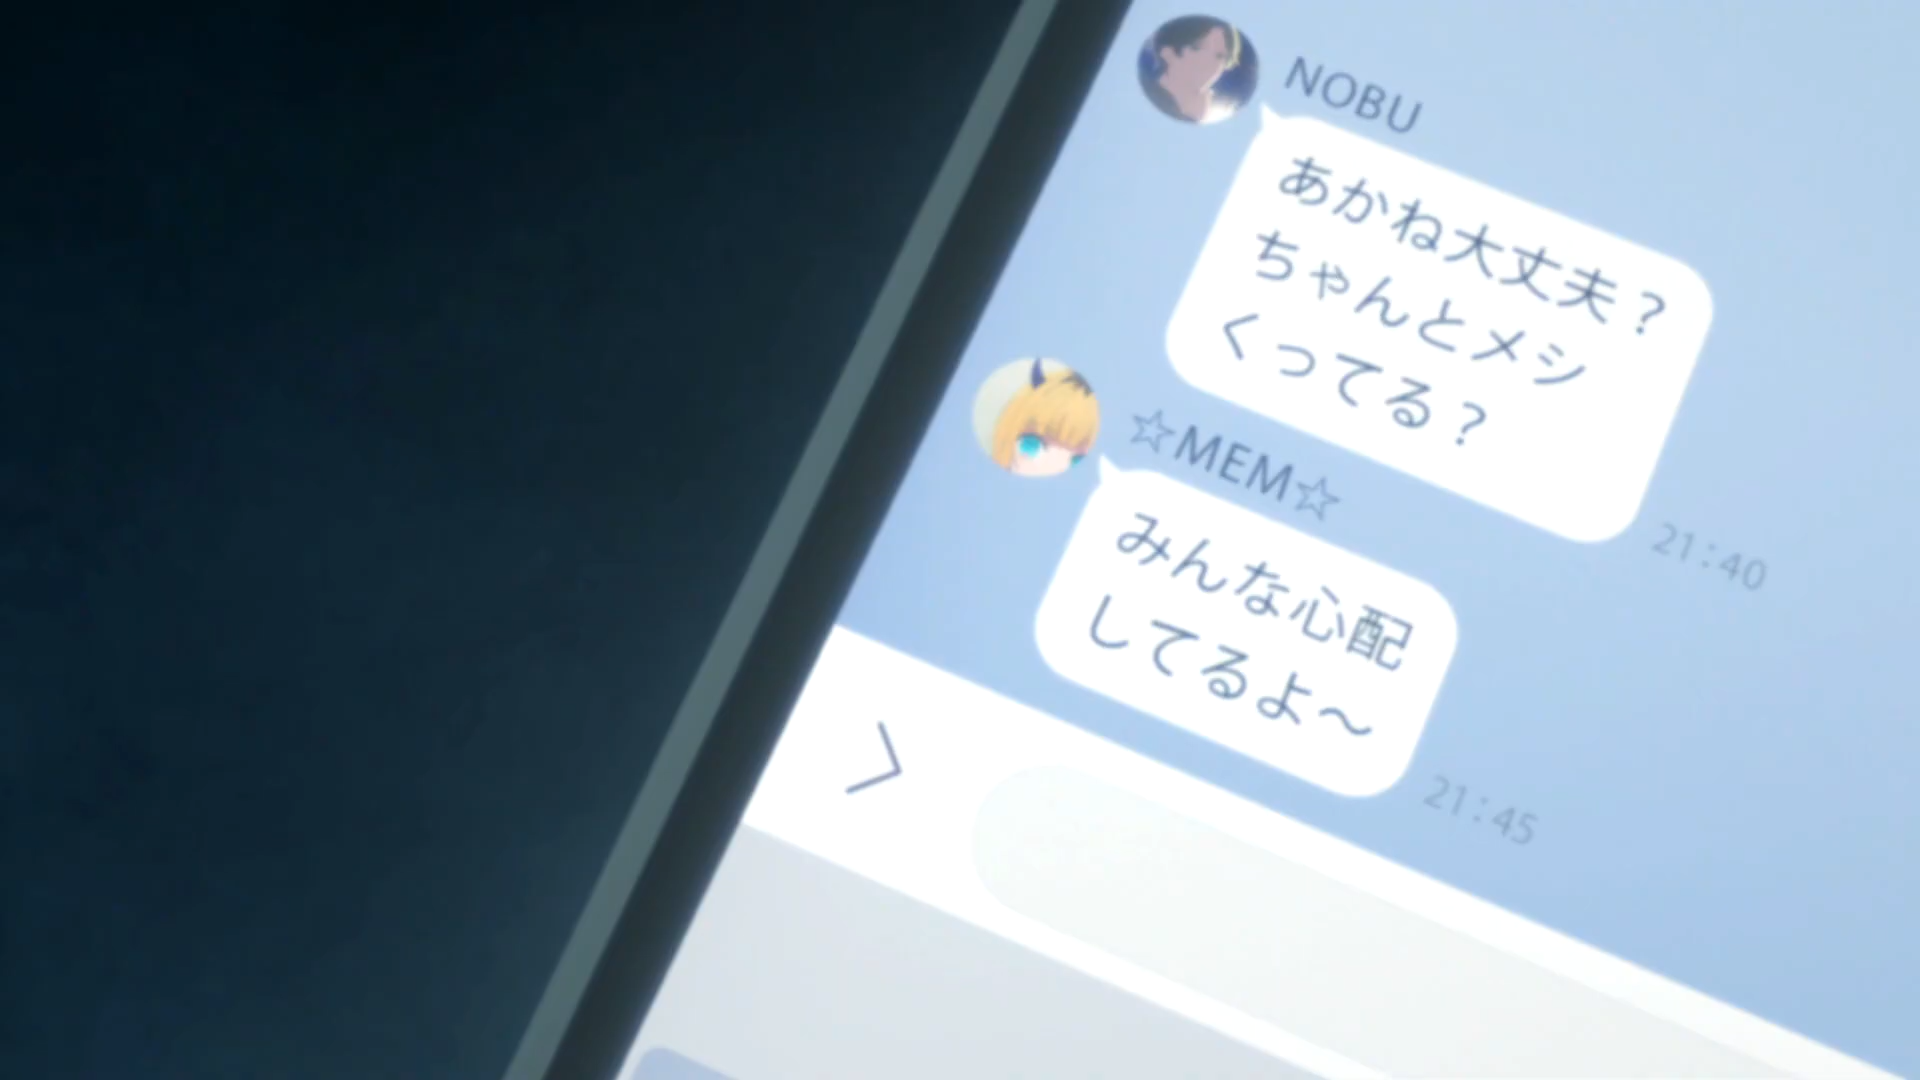 NOBU
あかね大丈夫？
ちゃんとメシ
くってる？
21:40
☆MEM☆
みんな心配
してるよ～
21:45